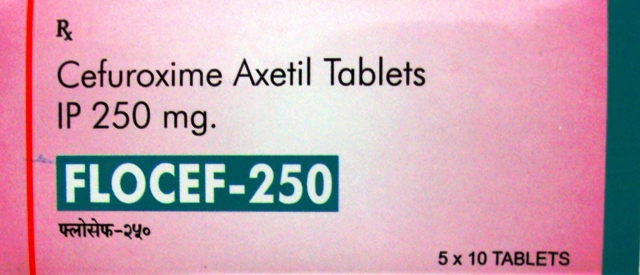 ℞
Cefuroxime Axetil Tablets
IP 250 mg.
FLOCEF-250
फ्लोसेफ-२५०
5 x 10 TABLETS